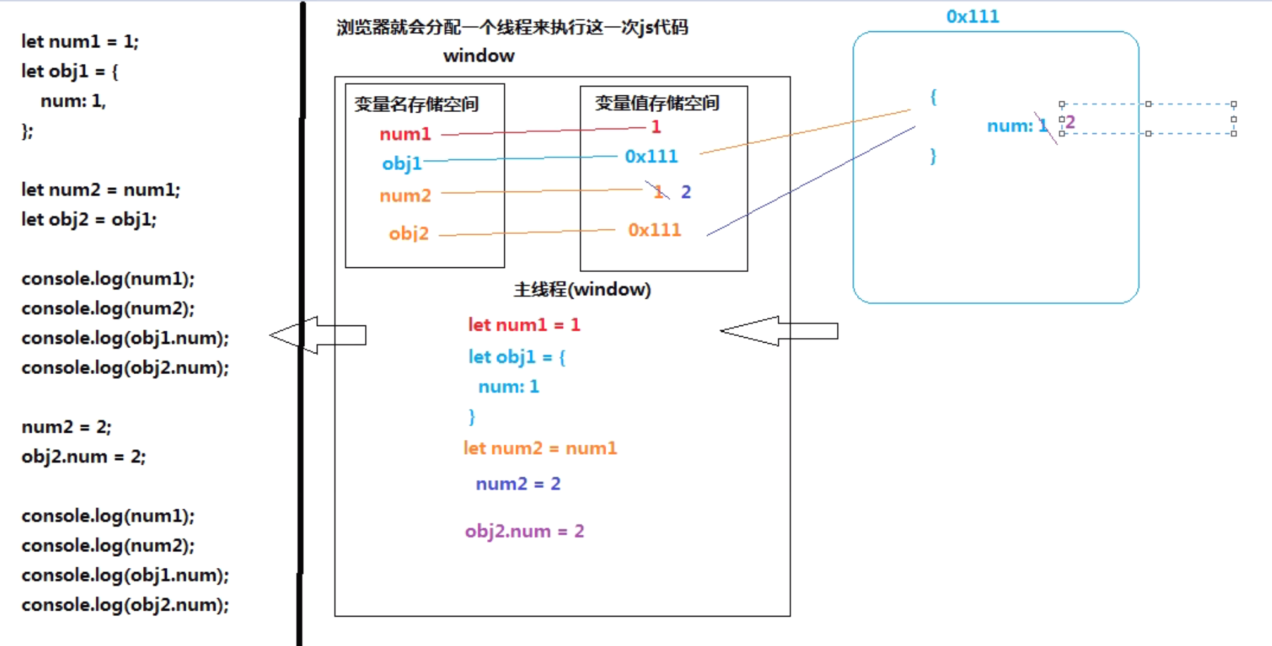 let num1 = 1;
let obj1 = {
num: 1,
};
let num2 = num1;
let obj2 = obj1;
console.log(num1);
console.log(num2);
console.log(obj1.num);
console.log(obj2.num);
num2 = 2;
obj2.num = 2;
console.log(num1);
console.log(num2);
console.log(obj1.num);
console.log(obj2.num);
浏览器就会分配一个线程来执行这一次js代码
window
变量名存储空间
num1
obj1
num2
obj2
变量值存储空间
1
0x111
1 2
0x111
主线程(window)
let num1 = 1
let obj1 = {
num: 1
}
let num2 = num1
num2 = 2
obj2.num = 2
0x111
{
num: 1 2
}